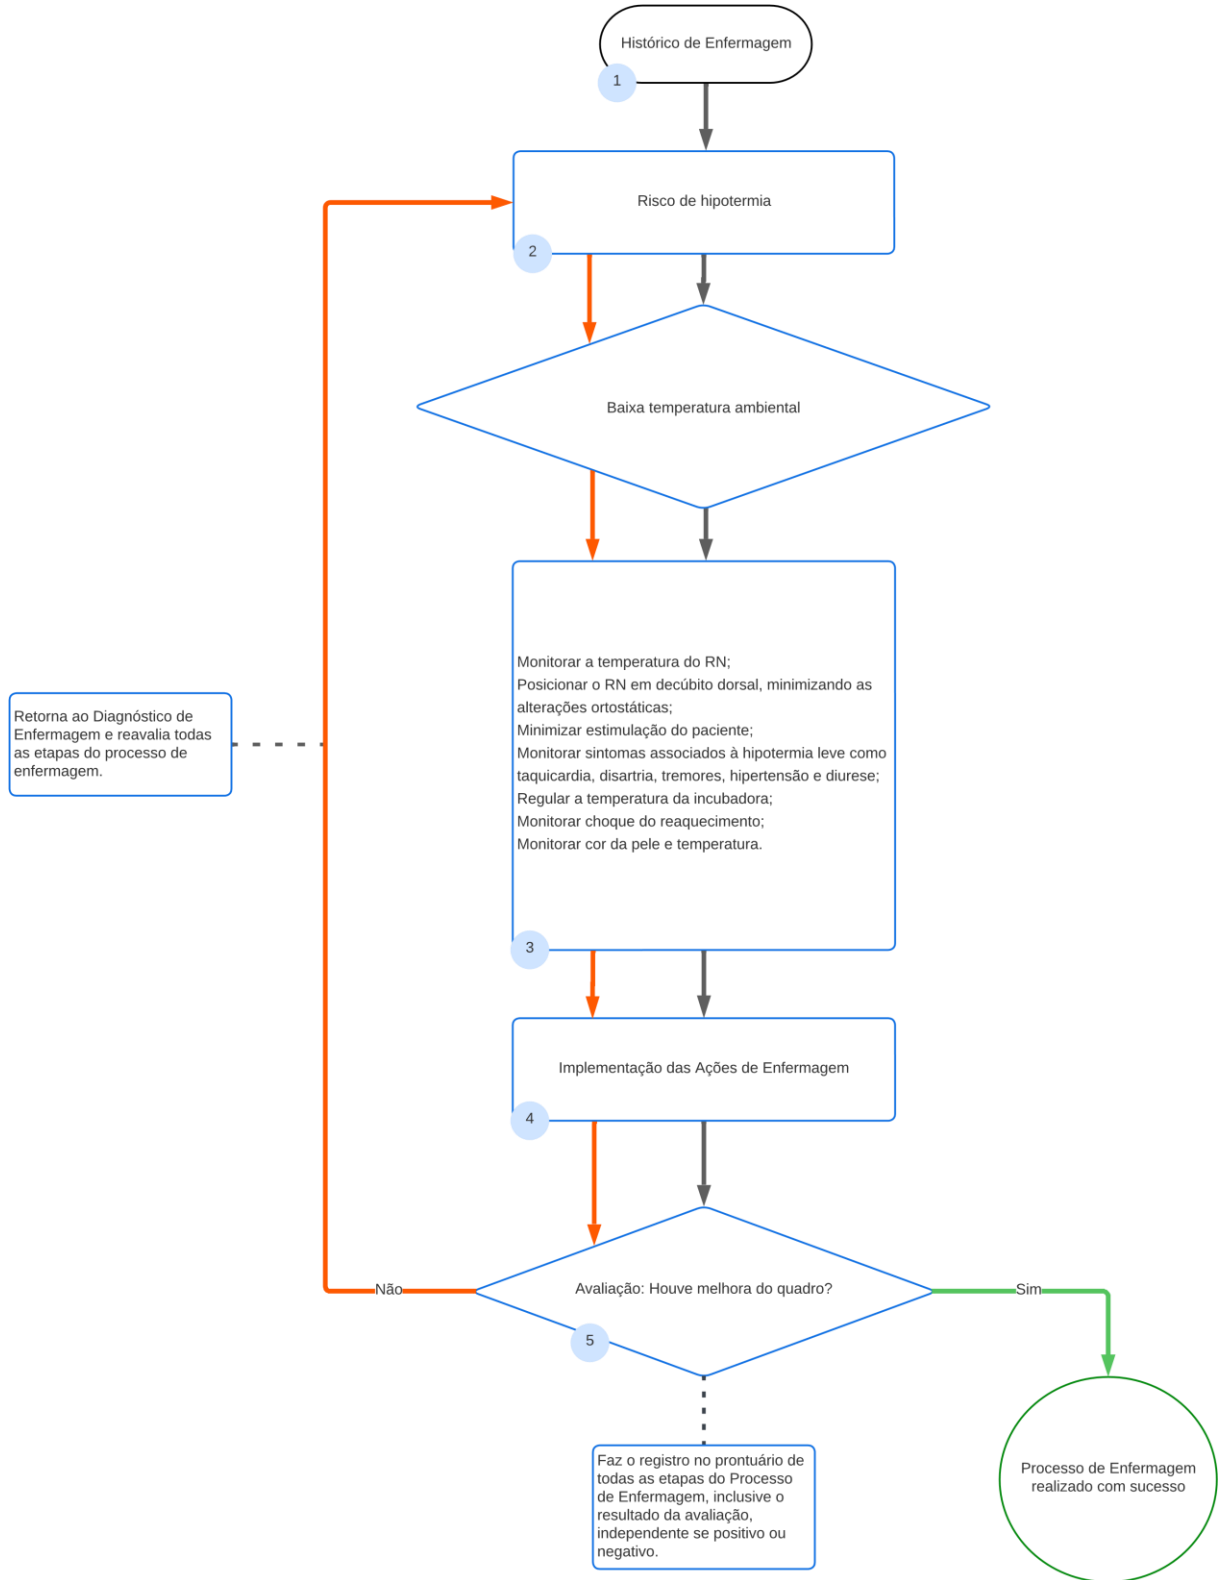 Histórico de Enfermagem
1
Risco de hipotermia
2
Baixa temperatura ambiental
Monitorar a temperatura do RN;
Posicionar o RN em decúbito dorsal, minimizando as
alterações ortostáticas;
Minimizar estimulação do paciente;
Monitorar sintomas associados à hipotermia leve como
taquicardia, disartria, tremores, hipertensão e diurese;
Regular a temperatura da incubadora;
Monitorar choque do reaquecimento;
Monitorar cor da pele e temperatura.
3
Retorna ao Diagnóstico de
Enfermagem e reavalia todas
as etapas do processo de
enfermagem.
Implementação das Ações de Enfermagem
4
Não
Avaliação: Houve melhora do quadro?
Sim
5
Faz o registro no prontuário de
todas as etapas do Processo
de Enfermagem, inclusive o
resultado da avaliação,
independente se positivo ou
negativo.
Processo de Enfermagem
realizado com sucesso